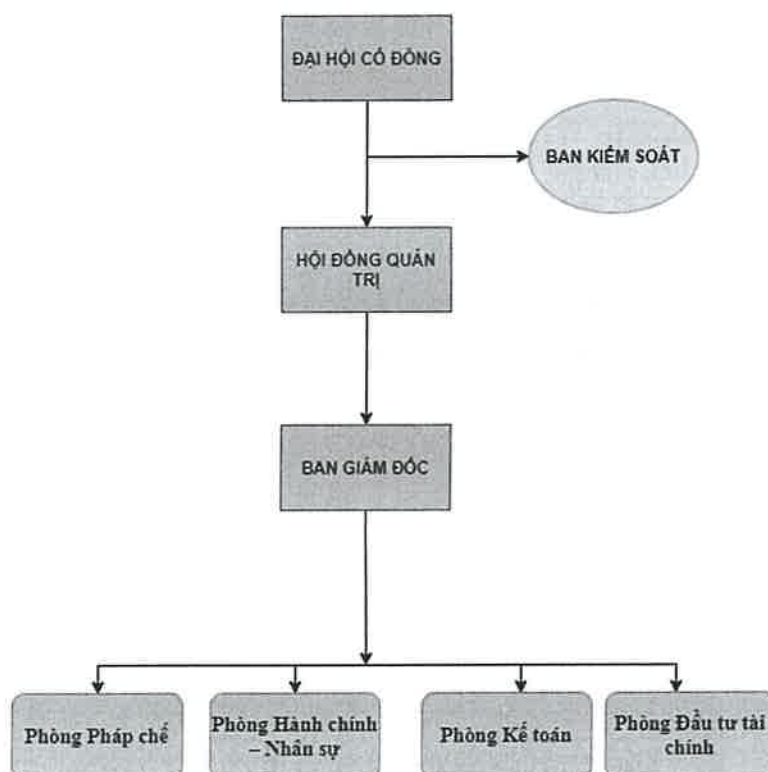 ĐẠI HỘI CỔ ĐÔNG
BAN KIỂM SOÁT
HỘI ĐỒNG QUẢN
TRỊ
BAN GIÁM ĐỐC
Phòng Pháp chế
Phòng Hành chính
– Nhân sự
Phòng Kế toán
Phòng Đầu tư tài
chính